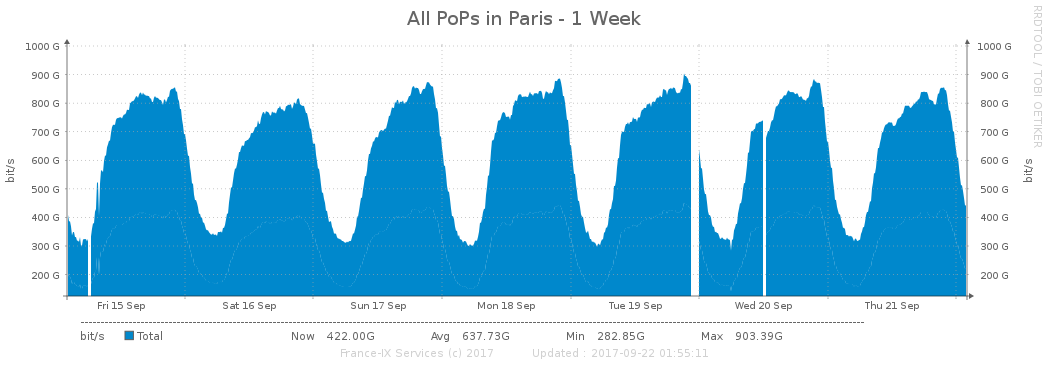 All PoPs in Paris - 1 Week
RRDTOOL / TOBI OETIKER
bit/s
bit/s
1000 G 1000 G
900 G 900 G
800 G 800 G
700 G 700 G
600 G 600 G
500 G 500 G
400 G 400 G
300 G 300 G
200 G 200 G
Fri 15 Sep Sat 16 Sep Sun 17 Sep Mon 18 Sep Tue 19 Sep Wed 20 Sep Thu 21 Sep
bit/s Total Now 422.00G Avg 637.73G Min 282.85G Max 903.39G
France-IX Services (c) 2017 Updated : 2017-09-22 01:55:11